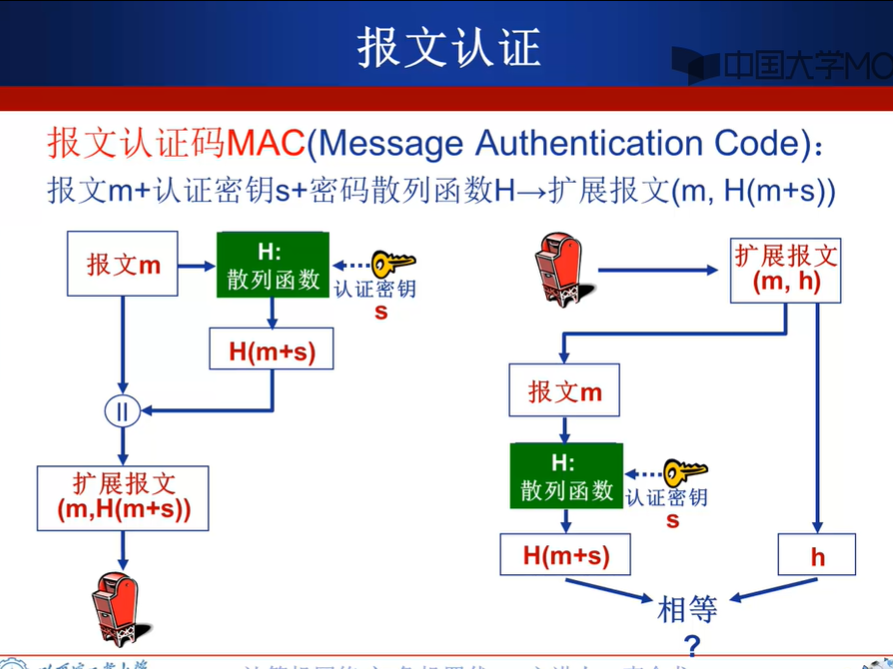 报文认证
中国大学MO
报文认证码MAC(Message Authentication Code):
报文m+认证密钥s+密码散列函数H→扩展报文(m, H(m+s))
报文m
H:
散列函数
认证密钥
s
H(m+s)
||
扩展报文
(m,H(m+s))
扩展报文
(m, h)
报文m
H:
散列函数
认证密钥
s
H(m+s)
h
相等
?